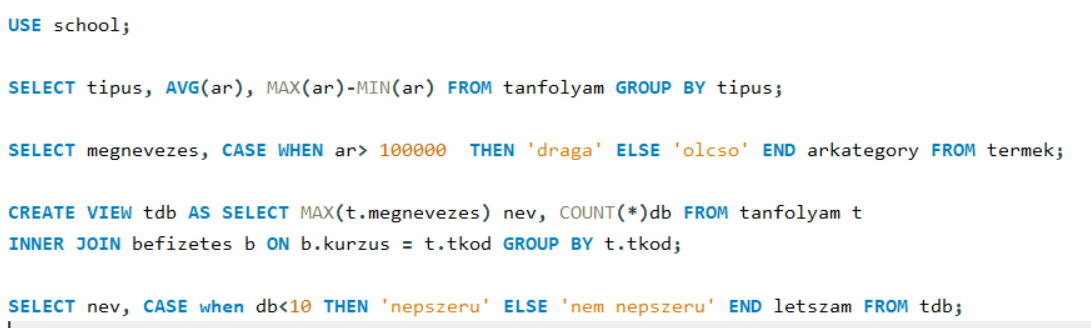 USE school;
SELECT tipus, AVG(ar), MAX(ar)-MIN(ar) FROM tanfolyam GROUP BY tipus;
SELECT megnevezes, CASE WHEN ar> 100000  THEN 'draga' ELSE 'olcso' END arkategory FROM termek;
CREATE VIEW tdb AS SELECT MAX(t.megnevezes) nev, COUNT(*)db FROM tanfolyam t
INNER JOIN befizetes b ON b.kurzus = t.tkod GROUP BY t.tkod;
SELECT nev, CASE when db<10 THEN 'nepszeru' ELSE 'nem nepszeru' END letszam FROM tdb;